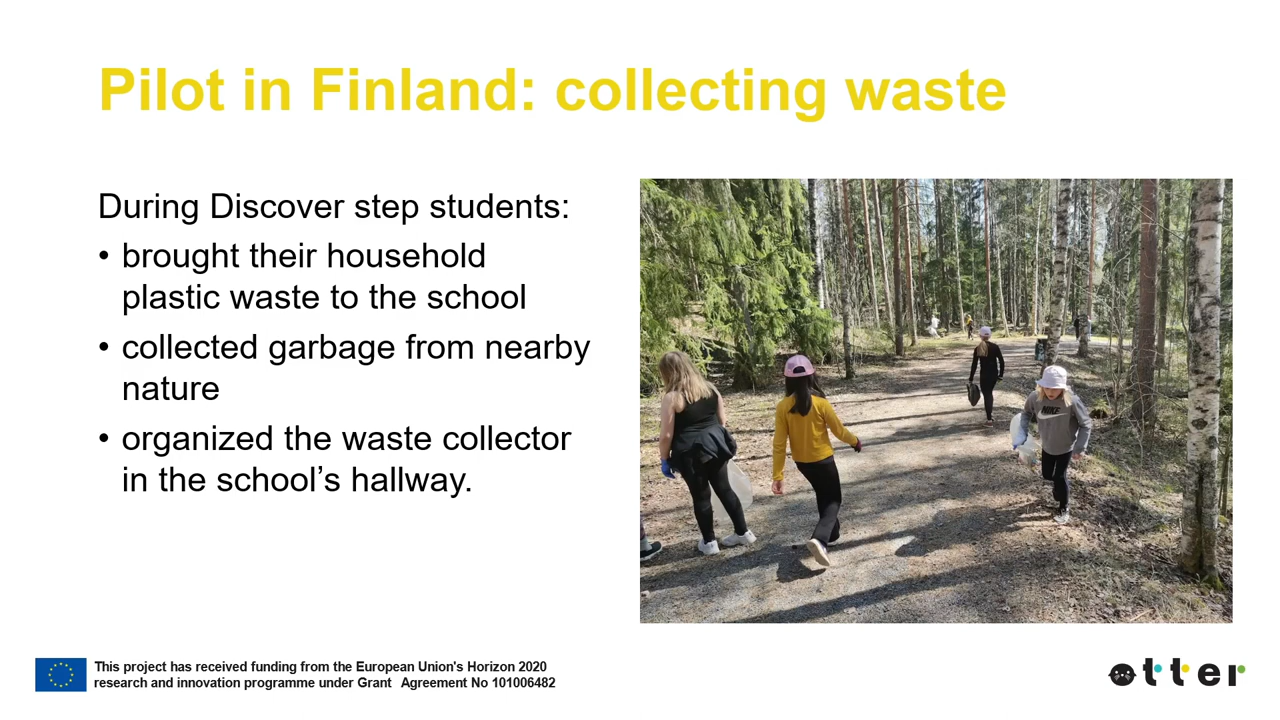 Pilot in Finland: collecting waste
During Discover step students:
• brought their household
plastic waste to the school
• collected garbage from nearby
nature
• organized the waste collector
in the school’s hallway.
NIKE
This project has received funding from the European Union's Horizon 2020
research and innovation programme under Grant Agreement No 101006482
otter